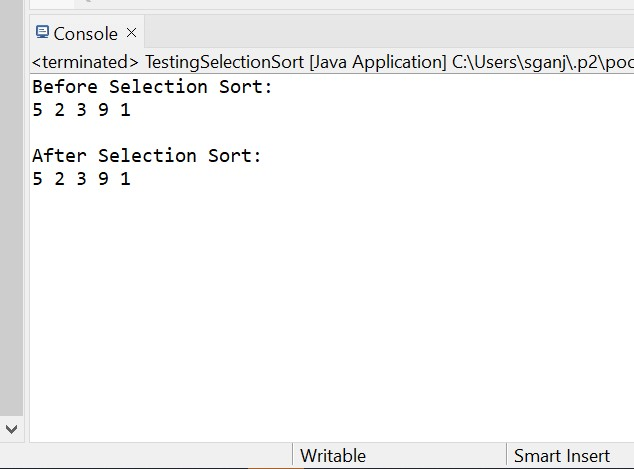 Console
<terminated> TestingSelectionSort [Java Application] C:\Users\sganj\.p2\poo
Before Selection Sort:
5 2 3 9 1
After Selection Sort:
5 2 3 9 1
Writable
Smart Insert